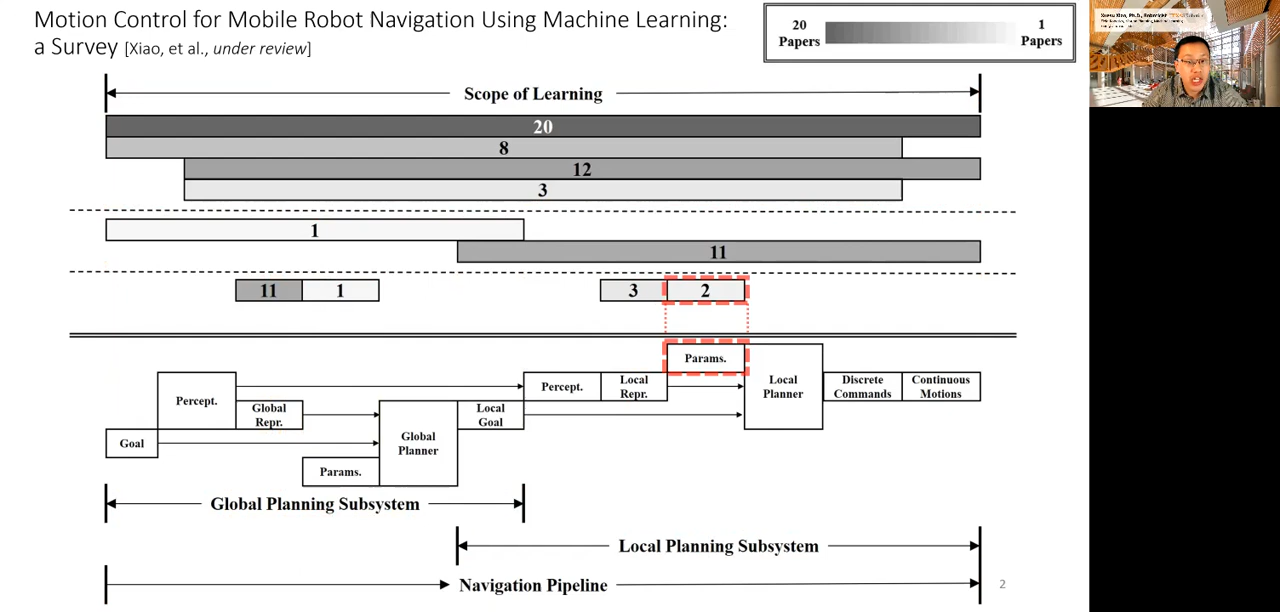 Motion Control for Mobile Robot Navigation Using Machine Learning:
a Survey [Xiao, et al., under review]
20
Papers
1
Papers
Scope of Learning
20
8
12
3
1
11
11
1
3
2
Params.
Percept.
Global
Repr.
Goal
Params.
Global
Planner
Local
Goal
Percept.
Local
Repr.
Local
Planner
Discrete
Commands
Continuous
Motions
Global Planning Subsystem
Local Planning Subsystem
Navigation Pipeline
2